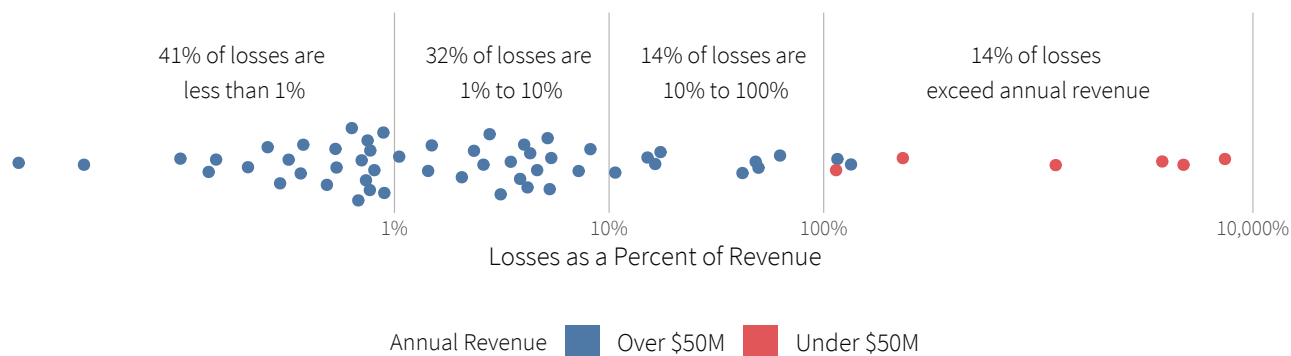 41% of losses are
less than 1%
32% of losses are
1% to 10%
14% of losses are
10% to 100%
14% of losses
exceed annual revenue
1%
10%
100%
10,000%
Losses as a Percent of Revenue
Annual Revenue
Over $50M
Under $50M